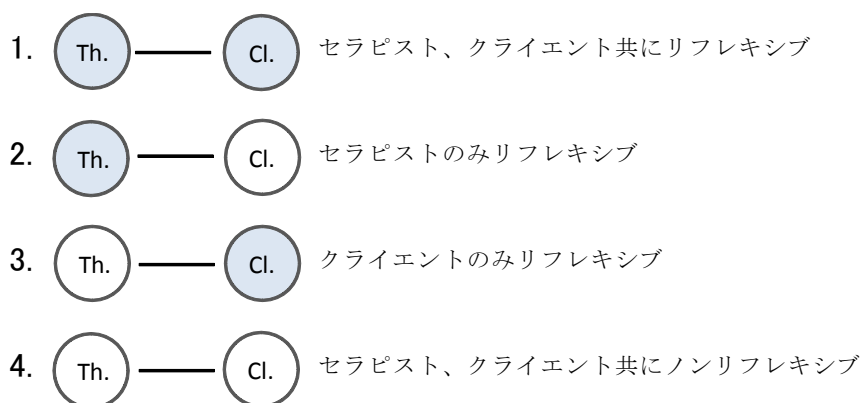 1. Th. Cl. セラピスト、クライエント共にリフレキシブ
2. Th. Cl. セラピストのみリフレキシブ
3. Th. Cl. クライエントのみリフレキシブ
4. Th. Cl. セラピスト、クライエント共にノンリフレキシブ